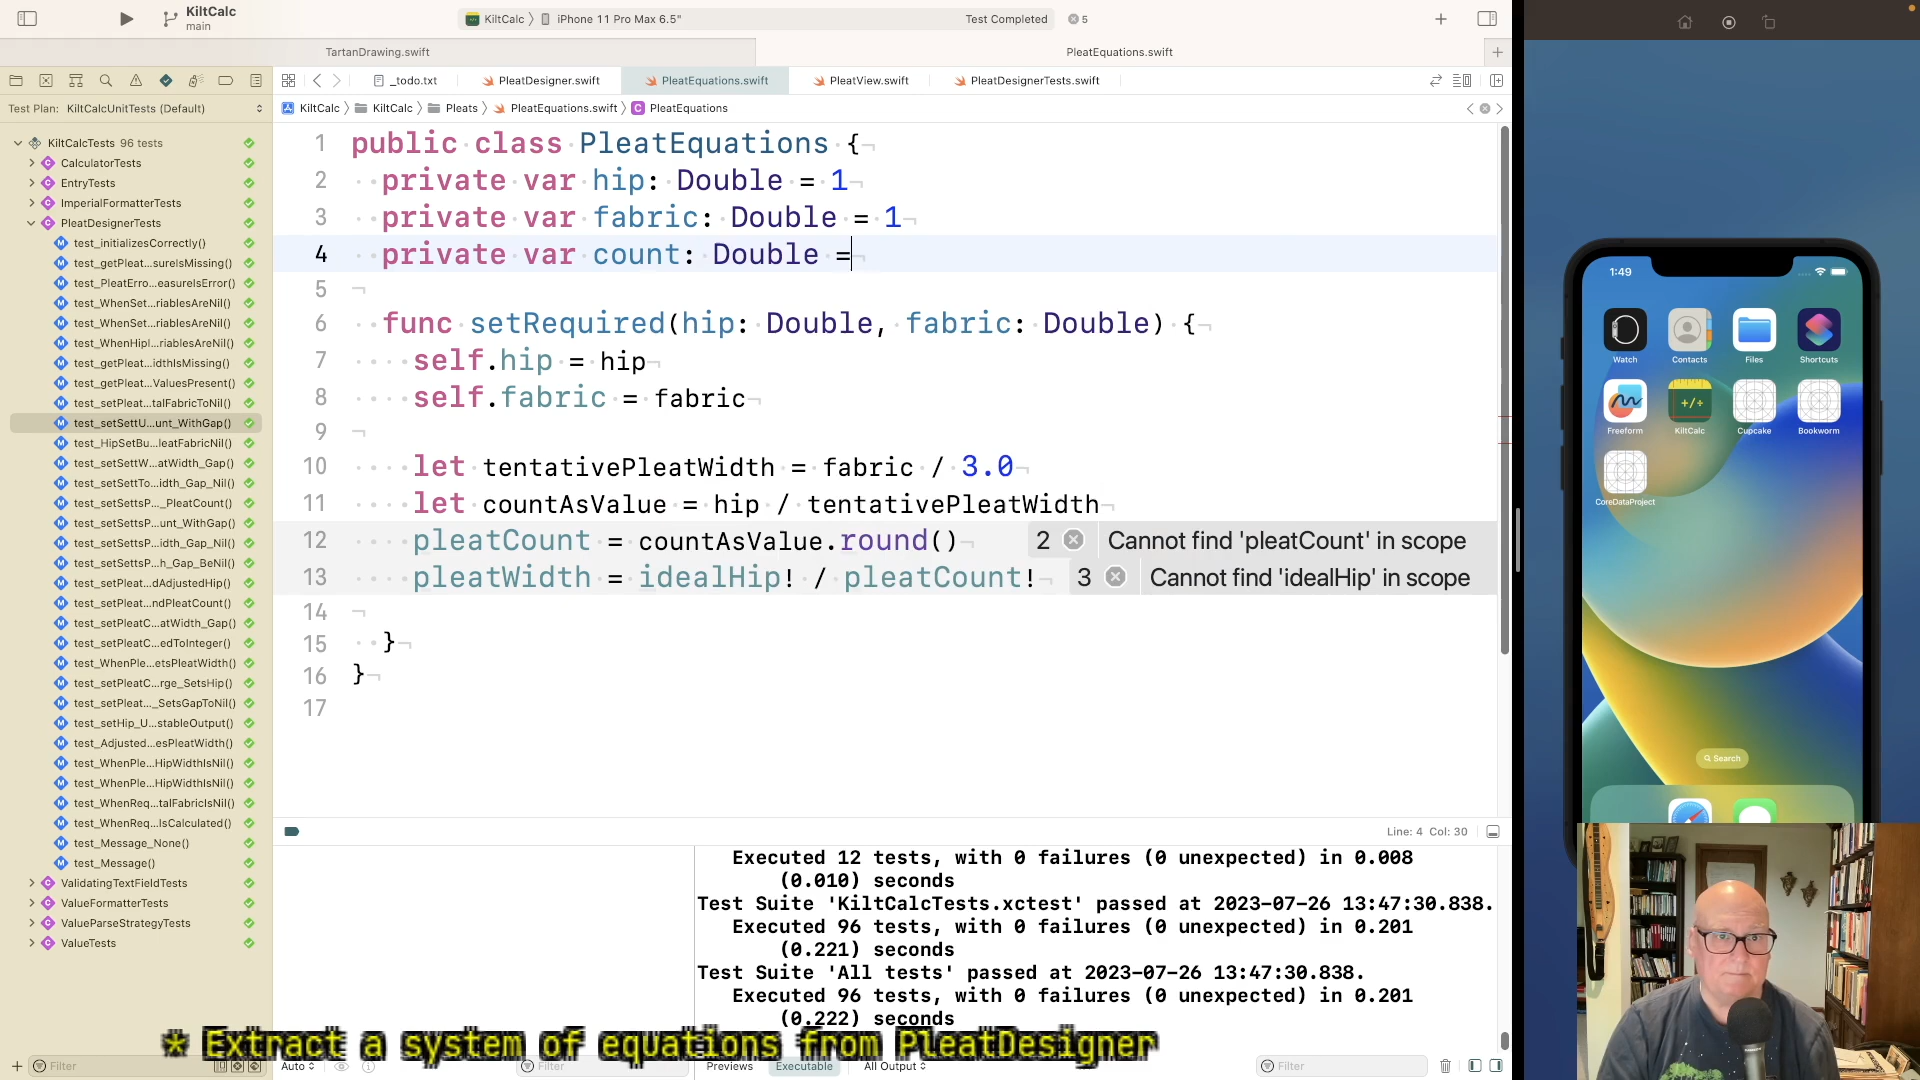 KiltCalc
main
KiltCalc
iPhone 11 Pro Max 6.5"
Test Completed
5
TartanDrawing.swift
PleatEquations.swift
_todo.txt
PleatDesigner.swift
PleatEquations.swift
PleatView.swift
PleatDesignerTests.swift
Test Plan: KiltCalcUnitTests (Default)
KiltCalc
KiltCalc
Pleats
PleatEquations.swift
PleatEquations
KiltCalcTests 96 tests
CalculatorTests
EntryTests
ImperialFormatterTests
PleatDesignerTests
test_initializesCorrectly()
test_getPleat...sureIsMissing()
test_PleatErro...easureIsError()
test_WhenSet...riablesAreNil()
test_WhenSet...riablesAreNil()
test_WhenHipI...riablesAreNil()
test_getPleat...idthIsMissing()
test_getPleat...ValuesPresent()
test_setPleat...talFabricToNil()
test_setSettU...unt_WithGap()
test_HipSetBu...leatFabricNil()
test_setSettW...atWidth_Gap()
test_setSettTo...idth_Gap_Nil()
test_setSettsP..._PleatCount()
test_setSettsP...unt_WithGap()
test_setSettsP...idth_Gap_Nil()
test_setSettsP...h_Gap_BeNil()
test_setPleat...dAdjustedHip()
test_setPleat...ndPleatCount()
test_setPleatC...atWidth_Gap()
test_setPleatC...edToInteger()
test_WhenPle...etsPleatWidth()
test_setPleatC...rge_SetsHip()
test_setPleat..._SetsGapToNil()
test_setHip_U...stableOutput()
test_Adjusted...esPleatWidth()
test_WhenPle...HipWidthIsNil()
test_WhenPle...HipWidthIsNil()
test_WhenReq...talFabricIsNil()
test_WhenReq...IsCalculated()
test_Message_None()
test_Message()
ValidatingTextFieldTests
ValueFormatterTests
ValueParseStrategyTests
ValueTests
1 public class PleatEquations {
2 private var hip: Double = 1
3 private var fabric: Double = 1
4 private var count: Double =
5
6 func setRequired(hip: Double, fabric: Double) {
7 self.hip = hip
8 self.fabric = fabric
9
10 let tentativePleatWidth = fabric / 3.0
11 let countAsValue = hip / tentativePleatWidth
12 pleatCount = countAsValue.round() 2 Cannot find 'pleatCount' in scope
13 pleatWidth = idealHip! / pleatCount! 3 Cannot find 'idealHip' in scope
14
15 }
16 }
17
Line: 4 Col: 30
Executed 12 tests, with 0 failures (0 unexpected) in 0.008
(0.010) seconds
Test Suite 'KiltCalcTests.xctest' passed at 2023-07-26 13:47:30.838.
Executed 96 tests, with 0 failures (0 unexpected) in 0.201
(0.221) seconds
Test Suite 'All tests' passed at 2023-07-26 13:47:30.838.
Executed 96 tests, with 0 failures (0 unexpected) in 0.201
(0.222) seconds
* Extract a system of equations from PleatDesigner
Filter
Auto
Filter
Previews
Executable
All Output
Filter
1:49
Watch
Contacts
Files
Shortcuts
Freeform
+/÷
KiltCalc
Cupcake
Bookworm
CoreDataProject
Search